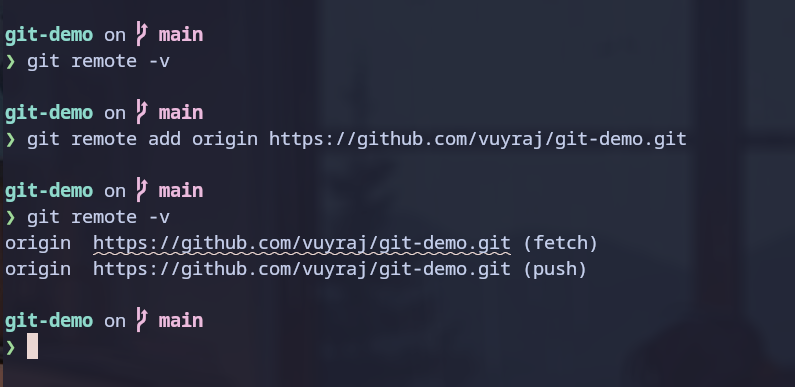 git-demo on main
❯ git remote -v
git-demo on main
❯ git remote add origin https://github.com/vuyraj/git-demo.git
git-demo on main
❯ git remote -v
origin  https://github.com/vuyraj/git-demo.git (fetch)
origin  https://github.com/vuyraj/git-demo.git (push)
git-demo on main
❯